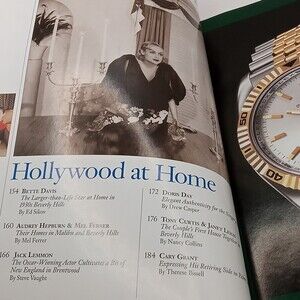 Hollywood at Home
154 BETTE DAVIS
The Larger-than-Life Star at Home in
1930s Beverly Hills
By Ed Sikov
160 AUDREY HEPBURN & MEL FERRER
Their Homes in Malibu and Beverly Hills
By Mel Ferrer
166 JACK LEMMON
The Oscar-Winning Actor Cultivates a Bit of
New England in Brentwood
By Steve Vaught
172 DORIS DAY
Elegant Authenticity for the
By Drew Casper
176 TONY CURTIS & JANET
The Couple's First House Together
Beverly Hills
By Nancy Collins
184 CARY GRANT
Expressing His Retiring Side
By Therese Bissell
50
40